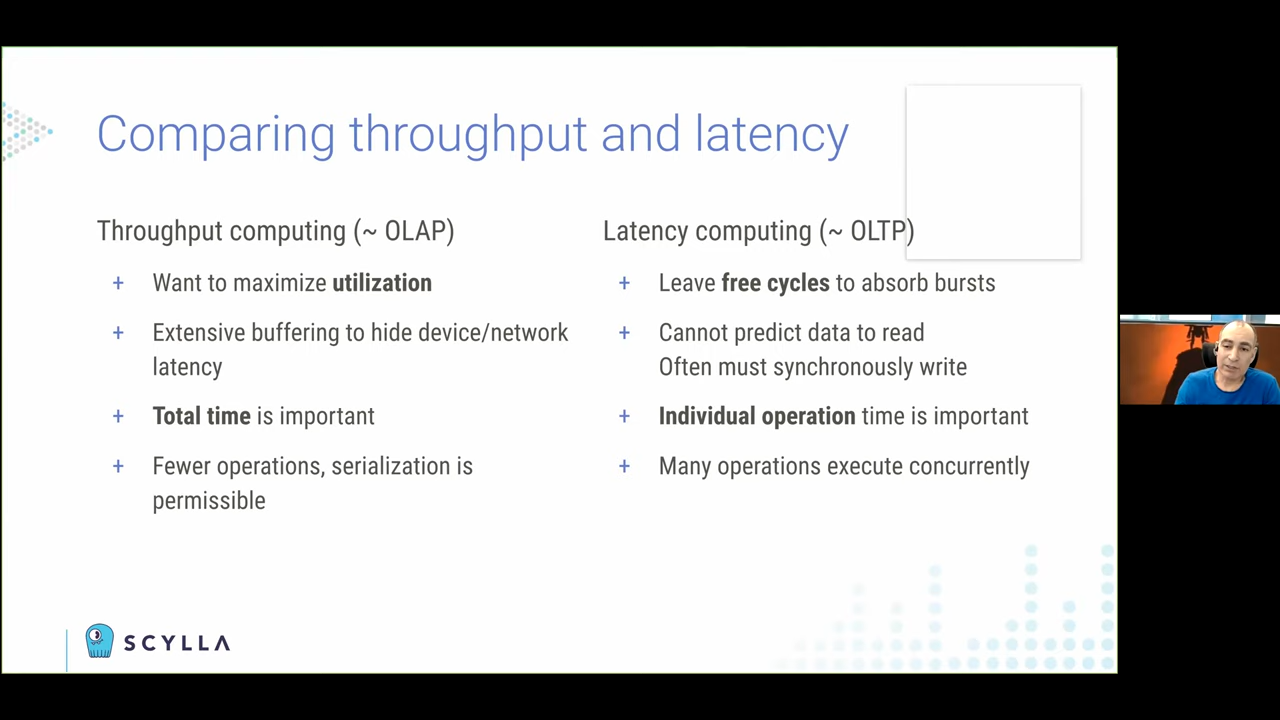 Comparing throughput and latency
Throughput computing (~ OLAP)
+ Want to maximize utilization
+ Extensive buffering to hide device/network
latency
+ Total time is important
+ Fewer operations, serialization is
permissible
Latency computing (~ OLTP)
+ Leave free cycles to absorb bursts
+ Cannot predict data to read
Often must synchronously write
+ Individual operation time is important
+ Many operations execute concurrently
SCYLLA